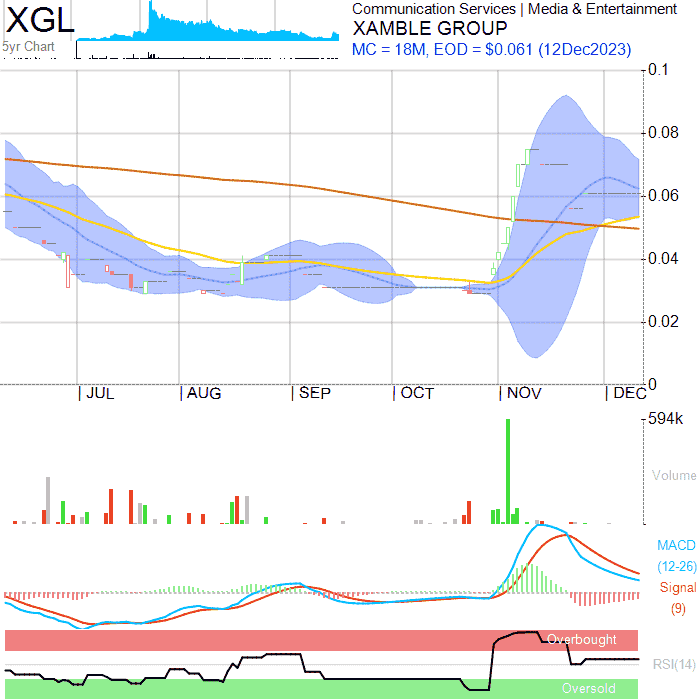 XGL
5yr Chart
Communication Services | Media & Entertainment
XAMBLE GROUP
MC = 18M, EOD = $0.061 (12Dec2023)
0.1
0.08
0.06
0.04
0.02
0
| JUL | AUG | SEP | OCT | NOV | DEC
594k
Volume
MACD
(12-26)
Signal
(9)
Overbought
RSI(14)
Oversold